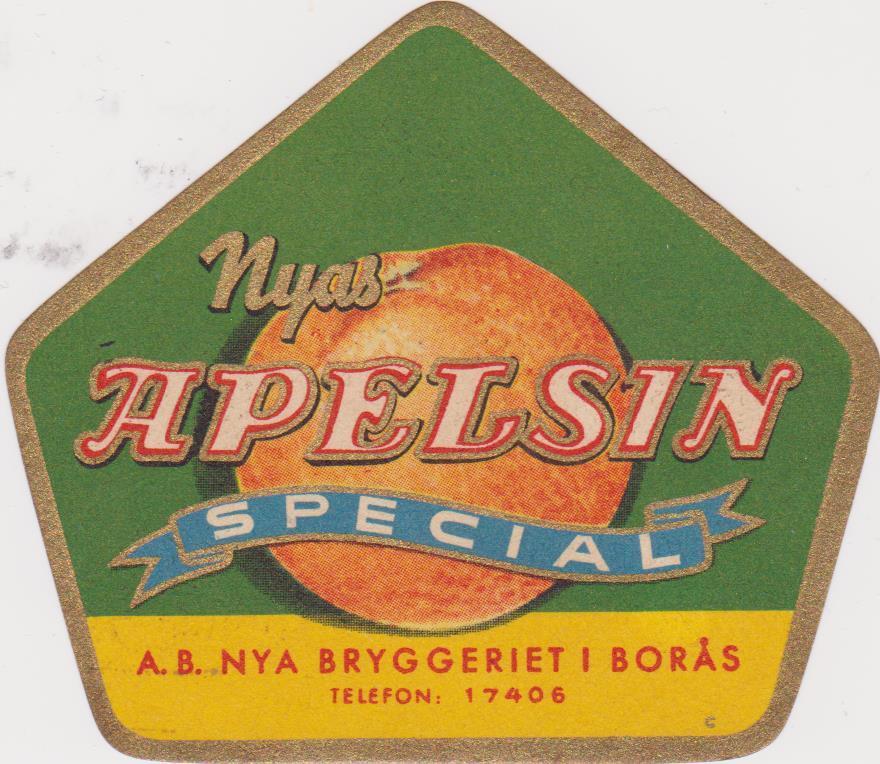 Nyas
APELSIN
SPECIAL
A.B. NYA BRYGGERIET I BORÅS
TELEFON: 17406
C